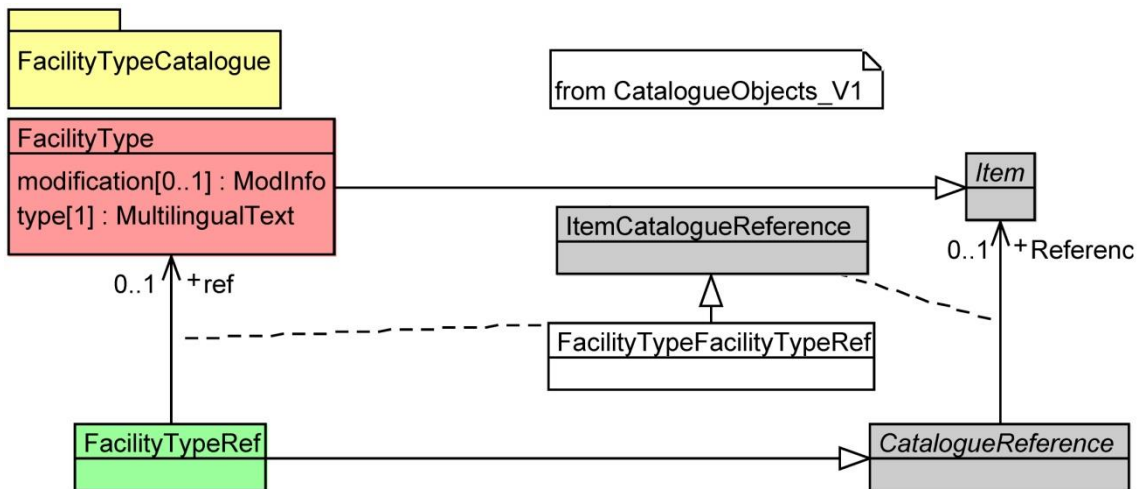 FacilityTypeCatalogue
from CatalogueObjects_V1
FacilityType
modification[0..1] : ModInfo
type[1] : MultilingualText
Item
ItemCatalogueReference
0..1 +Referenc
0..1 +ref
FacilityTypeFacilityTypeRef
FacilityTypeRef
CatalogueReference